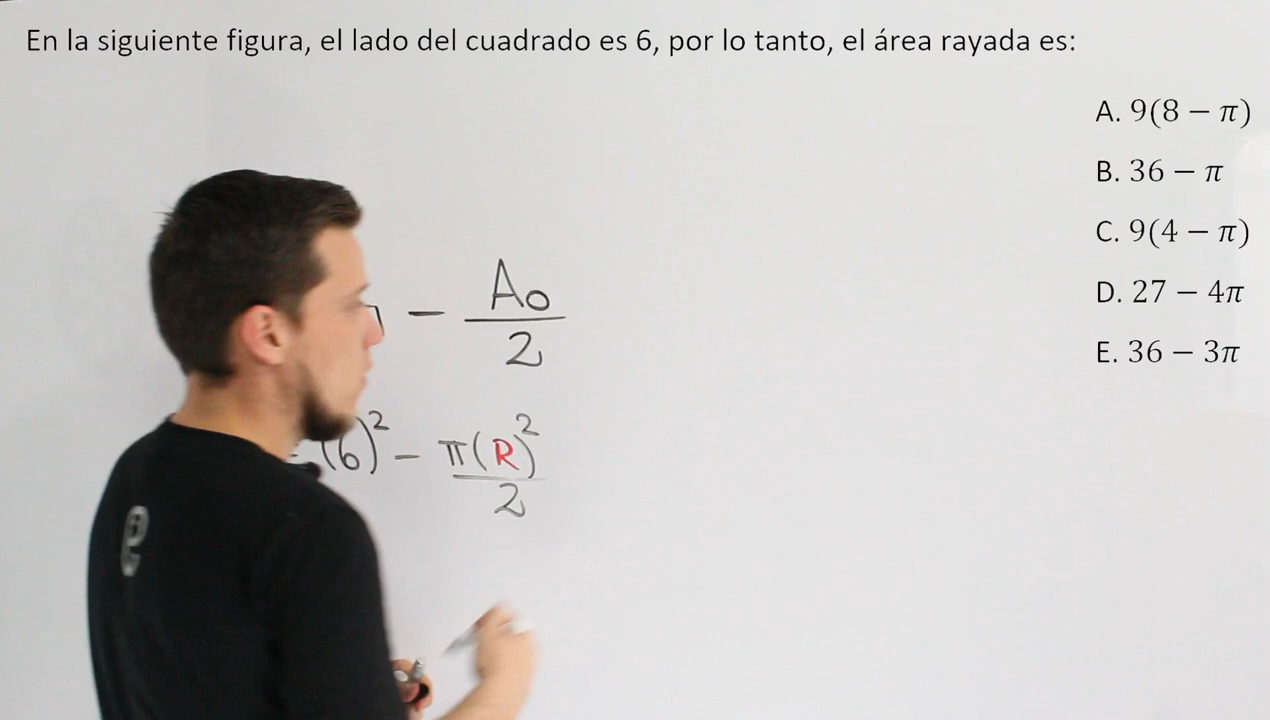 En la siguiente figura, el lado del cuadrado es 6, por lo tanto, el área rayada es:
A. 9(8 − π)
B. 36 − π
C. 9(4 − π)
D. 27 − 4π
E. 36 − 3π
− A○/2
(6)² − π(R)²/2
e